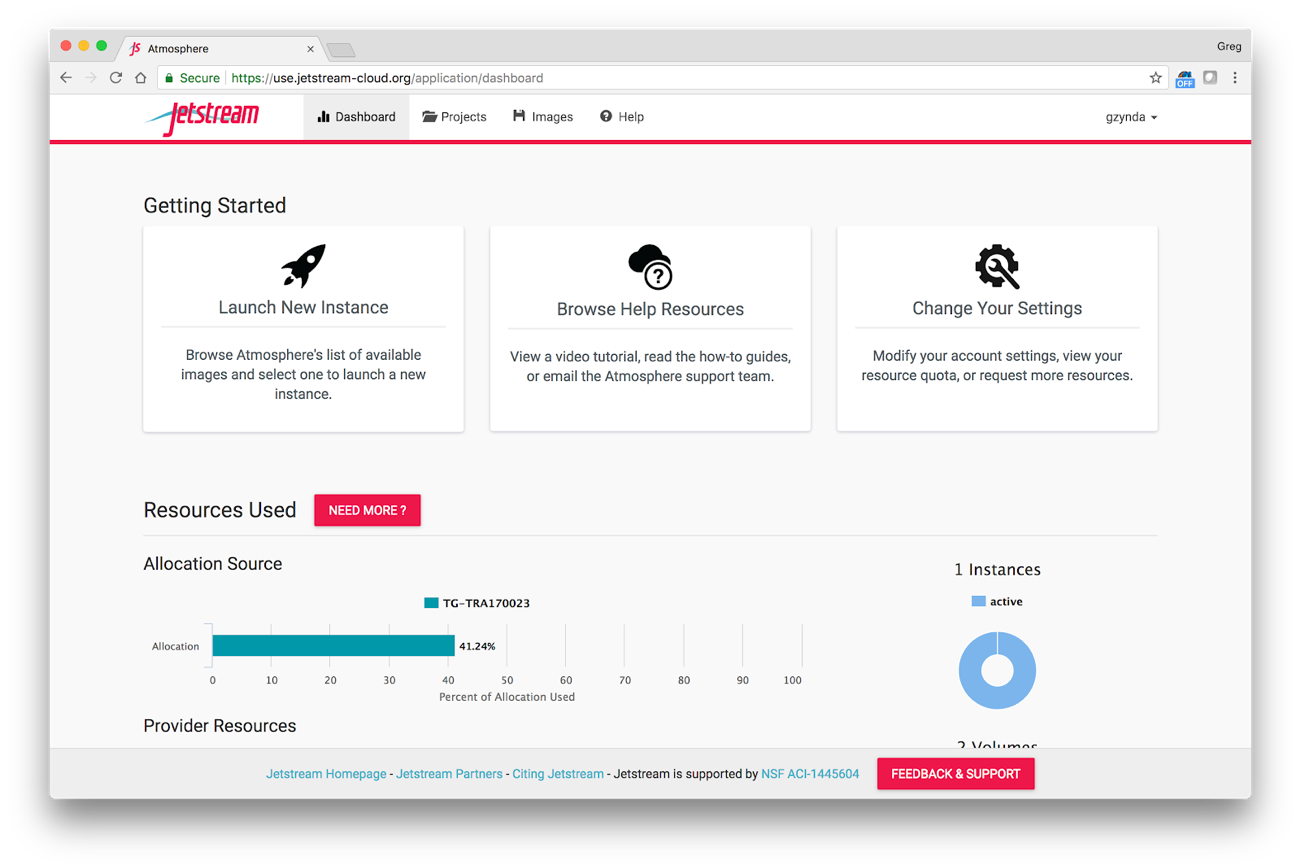 JS Atmosphere
Greg
Secure https://use.jetstream-cloud.org/application/dashboard
OFF
Jetstream
Dashboard
Projects
Images
Help
gzynda
Getting Started
Launch New Instance
Browse Atmosphere's list of available
images and select one to launch a new
instance.
Browse Help Resources
View a video tutorial, read the how-to guides,
or email the Atmosphere support team.
Change Your Settings
Modify your account settings, view your
resource quota, or request more resources.
Resources Used
NEED MORE ?
Allocation Source
TG-TRA170023
Allocation
41.24%
0 10 20 30 40 50 60 70 80 90 100
Percent of Allocation Used
1 Instances
active
Provider Resources
2 Volumes
Jetstream Homepage - Jetstream Partners - Citing Jetstream - Jetstream is supported by NSF ACI-1445604
FEEDBACK & SUPPORT